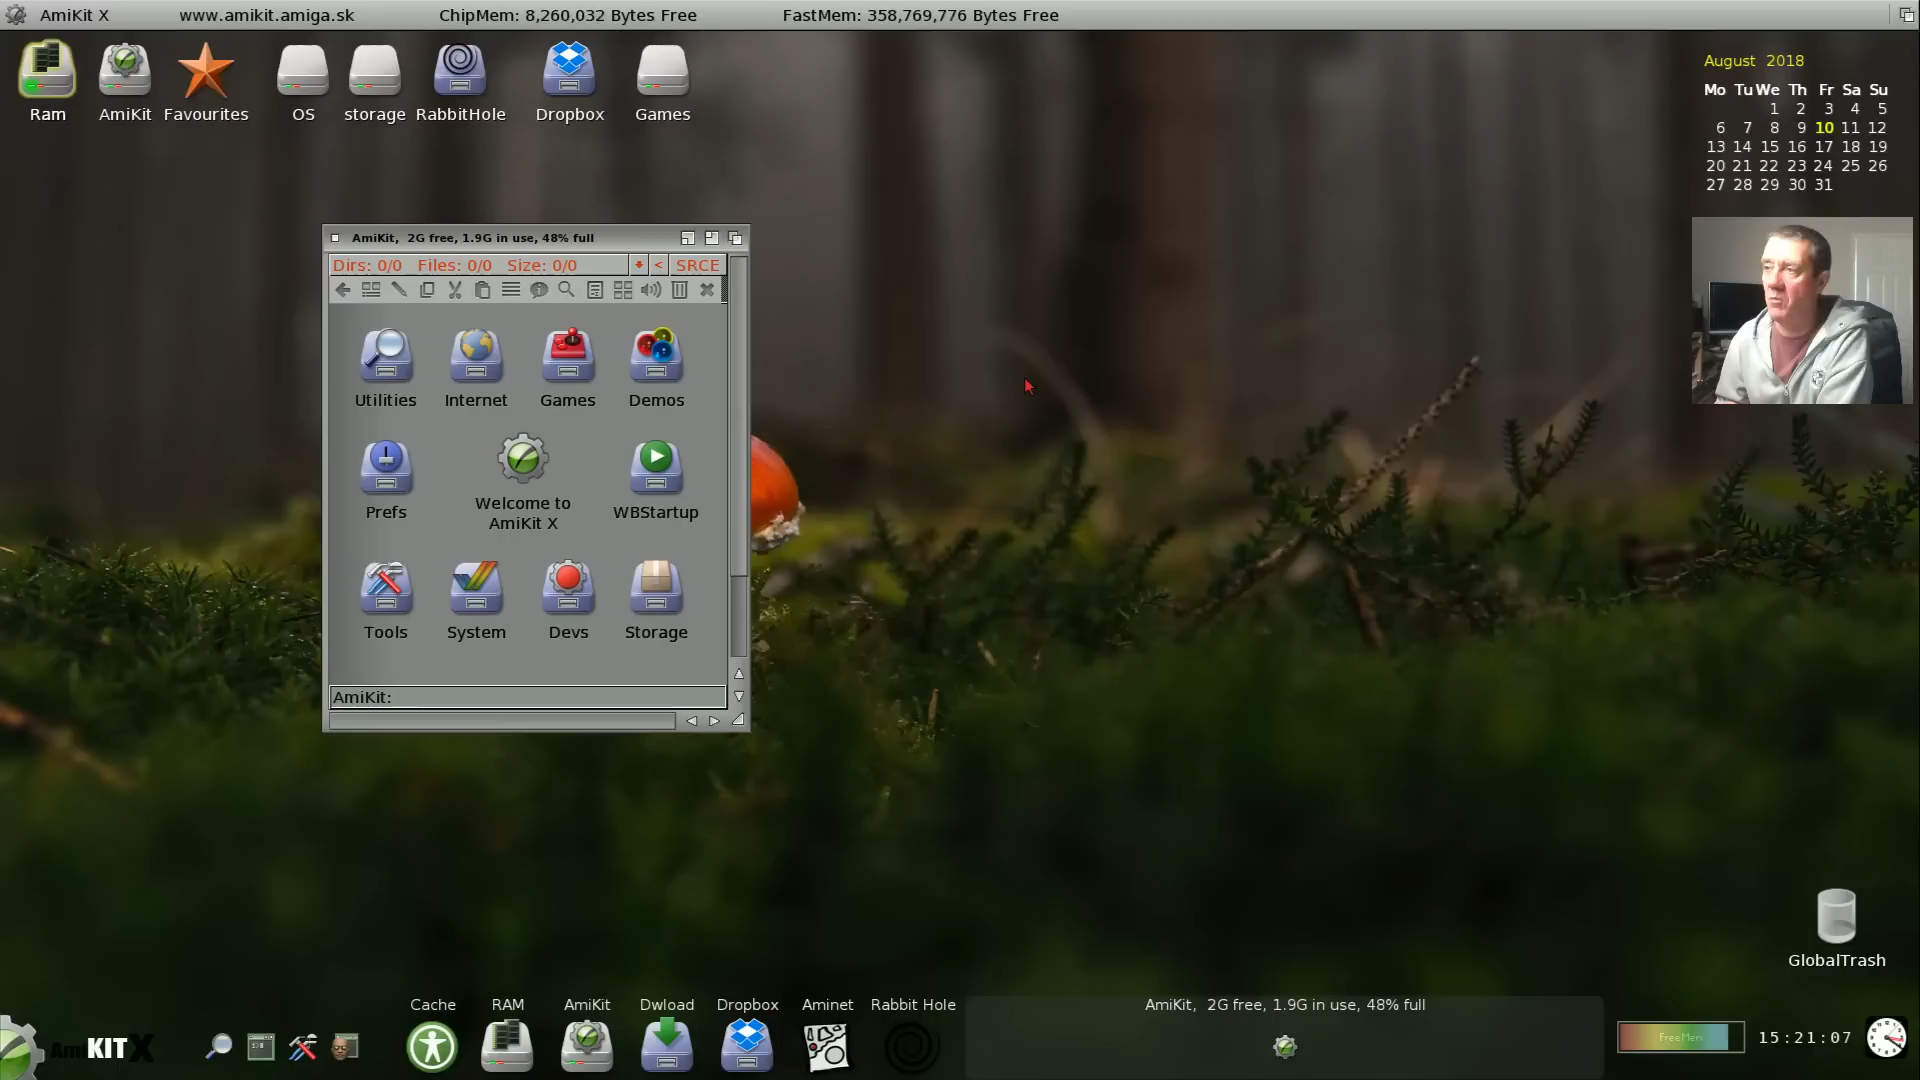 AmiKit X www.amikit.amiga.sk ChipMem: 8,260,032 Bytes Free FastMem: 358,769,776 Bytes Free
Ram AmiKit Favourites OS storage RabbitHole Dropbox Games
August 2018
Mo Tu We Th Fr Sa Su
1 2 3 4 5
6 7 8 9 10 11 12
13 14 15 16 17 18 19
20 21 22 23 24 25 26
27 28 29 30 31
AmiKit, 2G free, 1.9G in use, 48% full
Dirs: 0/0 Files: 0/0 Size: 0/0 < SRCE
Utilities Internet Games Demos
Prefs Welcome to AmiKit X WBStartup
Tools System Devs Storage
AmiKit:
GlobalTrash
Cache RAM AmiKit Dwload Dropbox Aminet Rabbit Hole AmiKit, 2G free, 1.9G in use, 48% full
AmiKITX FreeMem 15:21:07